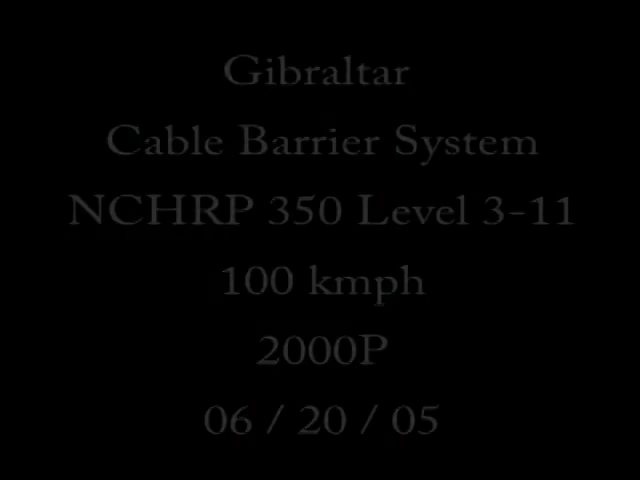 Gibraltar
Cable Barrier System
NCHRP 350 Level 3-11
100 kmph
2000P
06 / 20 / 05